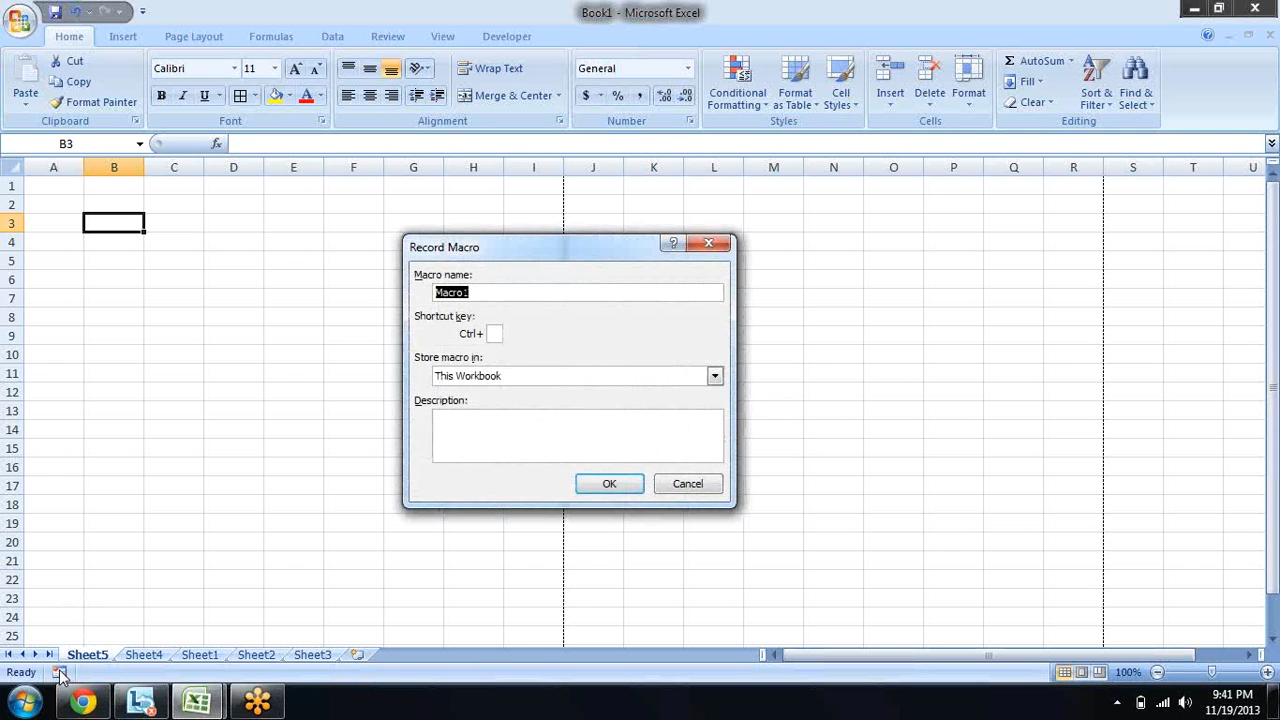 Book1 - Microsoft Excel
Home Insert Page Layout Formulas Data Review View Developer
Paste
Cut
Copy
Format Painter
Clipboard
Calibri 11
B I U A
Font
Wrap Text
Merge & Center
Alignment
General
$ % ,
Number
Conditional Formatting
Format as Table
Cell Styles
Styles
Insert
Delete
Format
Cells
AutoSum
Fill
Clear
Sort & Filter
Find & Select
Editing
B3 fx
A B C D E F G H I J K L M N O P Q R S T U
1
2
3
4
5
6
7
8
9
10
11
12
13
14
15
16
17
18
19
20
21
22
23
24
25
Record Macro
Macro name:
Macro1
Shortcut key:
Ctrl+
Store macro in:
This Workbook
Description:
OK Cancel
Sheet5 Sheet4 Sheet1 Sheet2 Sheet3
Ready 100%
9:41 PM
11/19/2013